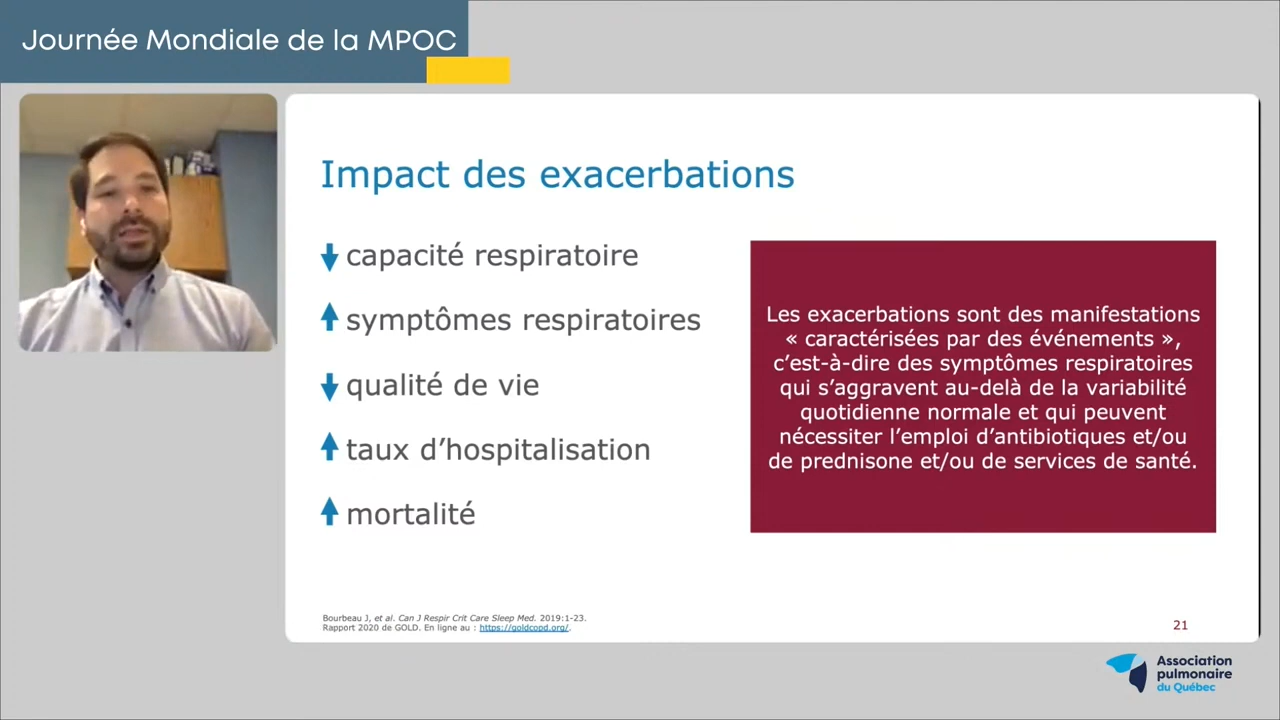 Journée Mondiale de la MPOC
Impact des exacerbations
capacité respiratoire
symptômes respiratoires
qualité de vie
taux d’hospitalisation
mortalité
Les exacerbations sont des manifestations
« caractérisées par des événements »,
c’est-à-dire des symptômes respiratoires
qui s’aggravent au-delà de la variabilité
quotidienne normale et qui peuvent
nécessiter l’emploi d’antibiotiques et/ou
de prednisone et/ou de services de santé.
Bourbeau J, et al. Can J Respir Crit Care Sleep Med. 2019:1-23.
Rapport 2020 de GOLD. En ligne au : https://goldcopd.org/.
21
Association
pulmonaire
du Québec